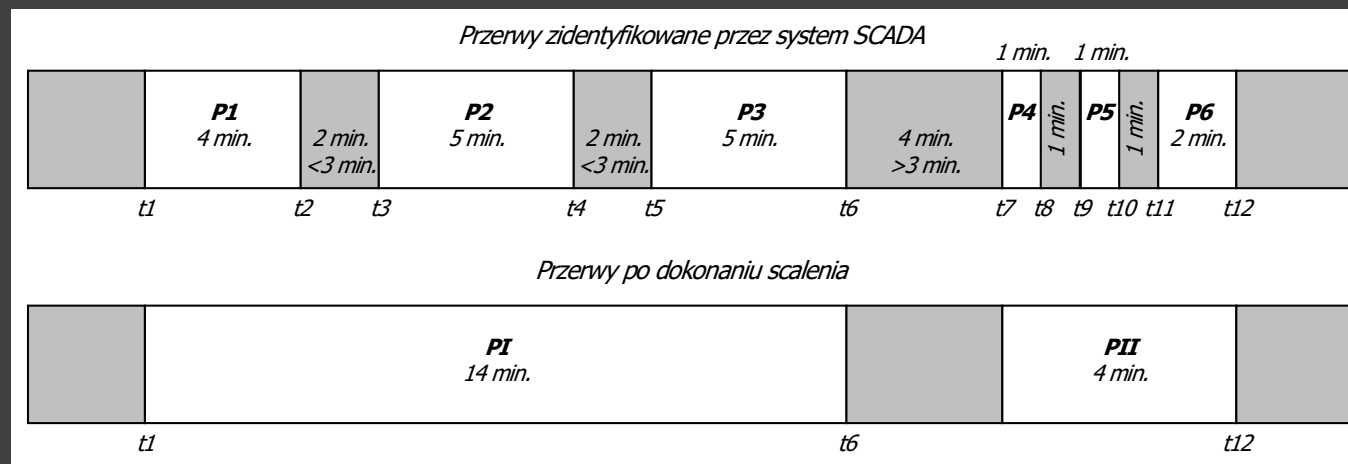 Przerwy zidentyfikowane przez system SCADA
1 min. 1 min.
P1 P2 P3 P4 1 min. P5 1 min. P6
4 min. 2 min. 5 min. 2 min. 5 min. 4 min. 2 min.
<3 min. <3 min. >3 min.
t1 t2 t3 t4 t5 t6 t7 t8 t9 t10 t11 t12
Przerwy po dokonaniu scalenia
PI PII
14 min. 4 min.
t1 t6 t12